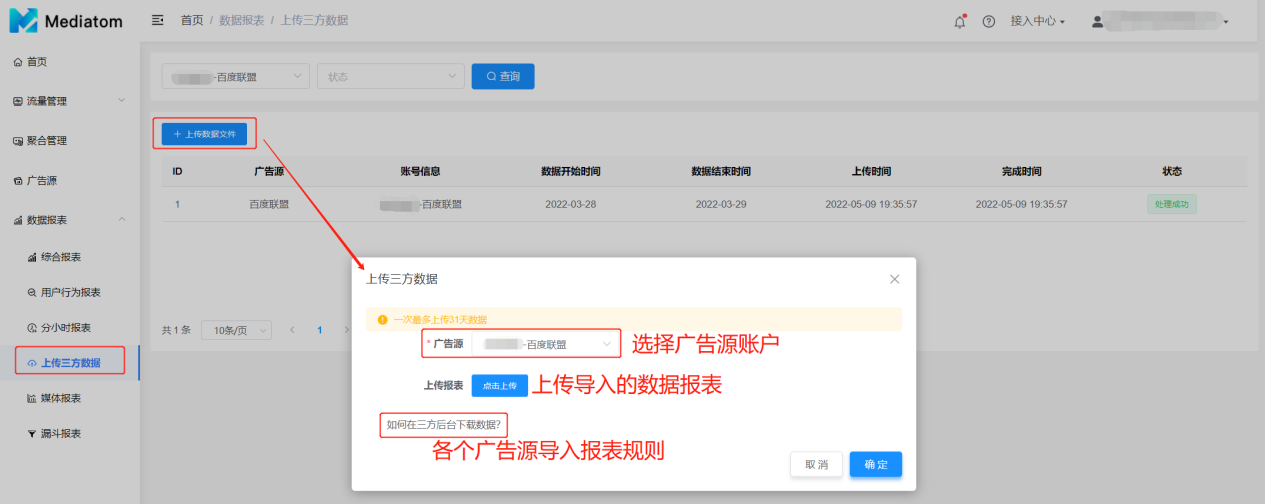 Mediatom
首页 / 数据报表 / 上传三方数据
接入中心
首页
流量管理
聚合管理
广告源
数据报表
综合报表
用户行为报表
分小时报表
上传三方数据
媒体报表
漏斗报表
-百度联盟
状态
查询
+ 上传数据文件
ID 广告源 账号信息 数据开始时间 数据结束时间 上传时间 完成时间 状态
1 百度联盟 -百度联盟 2022-03-28 2022-03-29 2022-05-09 19:35:57 2022-05-09 19:35:57 处理成功
共 1 条 10条/页 1
上传三方数据
一次最多上传31天数据
* 广告源 -百度联盟 选择广告源账户
上传报表 点击上传 上传导入的数据报表
如何在三方后台下载数据?
各个广告源导入报表规则
取消 确定